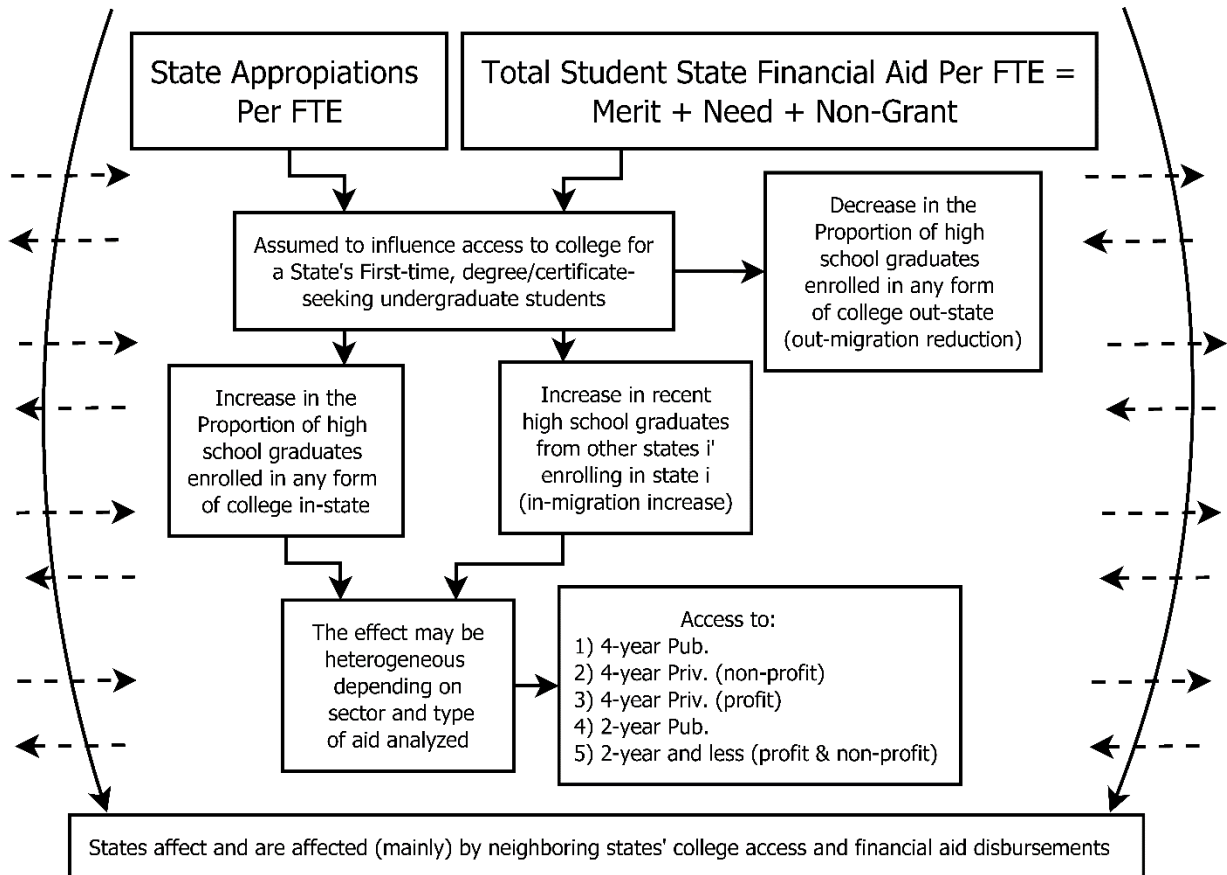 State Appropiations
Per FTE
Total Student State Financial Aid Per FTE =
Merit + Need + Non-Grant
Assumed to influence access to college for
a State's First-time, degree/certificate-
seeking undergraduate students
Decrease in the
Proportion of high
school graduates
enrolled in any form
of college out-state
(out-migration reduction)
Increase in the
Proportion of high
school graduates
enrolled in any form
of college in-state
Increase in recent
high school graduates
from other states i'
enrolling in state i
(in-migration increase)
The effect may be
heterogeneous
depending on
sector and type
of aid analyzed
Access to:
1) 4-year Pub.
2) 4-year Priv. (non-profit)
3) 4-year Priv. (profit)
4) 2-year Pub.
5) 2-year and less (profit & non-profit)
States affect and are affected (mainly) by neighboring states' college access and financial aid disbursements